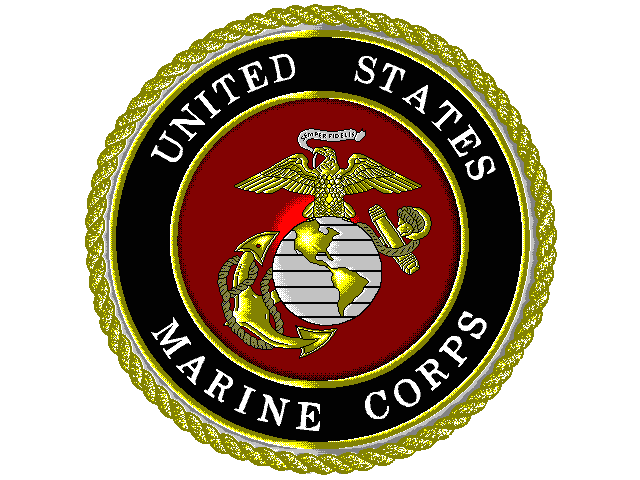 UNITED STATES
SEMPER FIDELIS
MARINE CORPS